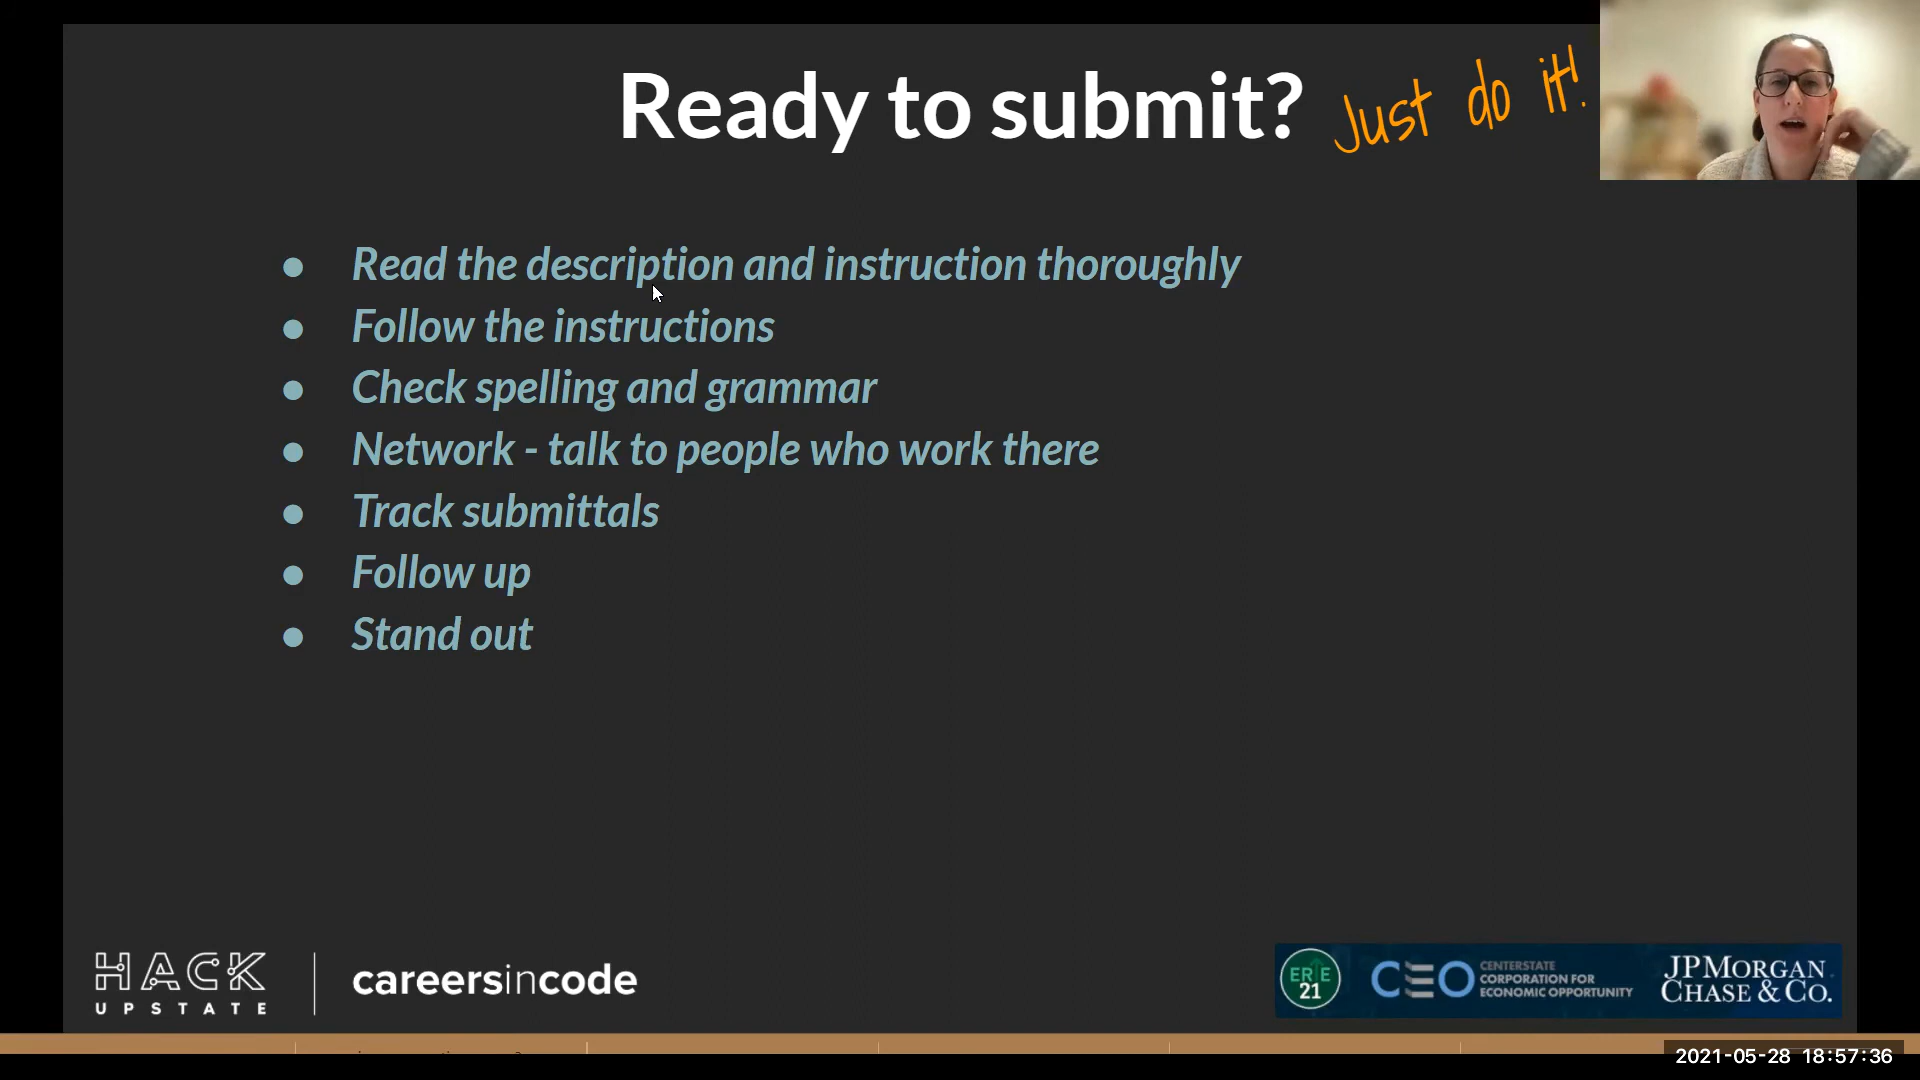 Ready to submit? Just do it!
● Read the description and instruction thoroughly
● Follow the instructions
● Check spelling and grammar
● Network - talk to people who work there
● Track submittals
● Follow up
● Stand out
HACK
UPSTATE
careersincode
ERIE
21
CEO
CENTERSTATE
CORPORATION FOR
ECONOMIC OPPORTUNITY
JPMORGAN
CHASE & CO.
2021-05-28 18:57:36